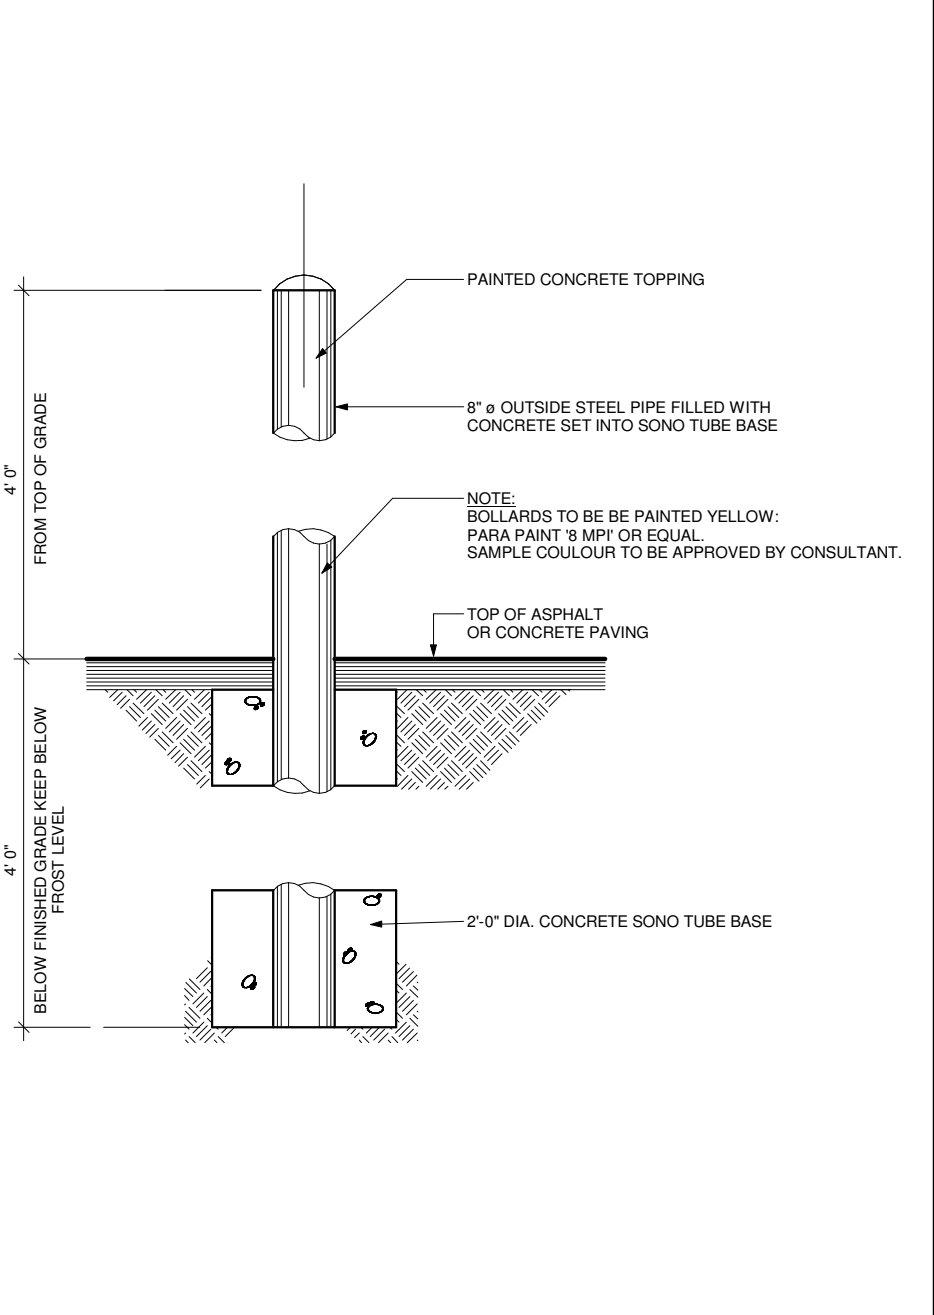 PAINTED CONCRETE TOPPING
8" ø OUTSIDE STEEL PIPE FILLED WITH
CONCRETE SET INTO SONO TUBE BASE
NOTE:
BOLLARDS TO BE BE PAINTED YELLOW:
PARA PAINT '8 MPI' OR EQUAL.
SAMPLE COULOUR TO BE APPROVED BY CONSULTANT.
TOP OF ASPHALT
OR CONCRETE PAVING
2'-0" DIA. CONCRETE SONO TUBE BASE
4' 0"
FROM TOP OF GRADE
4' 0"
BELOW FINISHED GRADE KEEP BELOW
FROST LEVEL